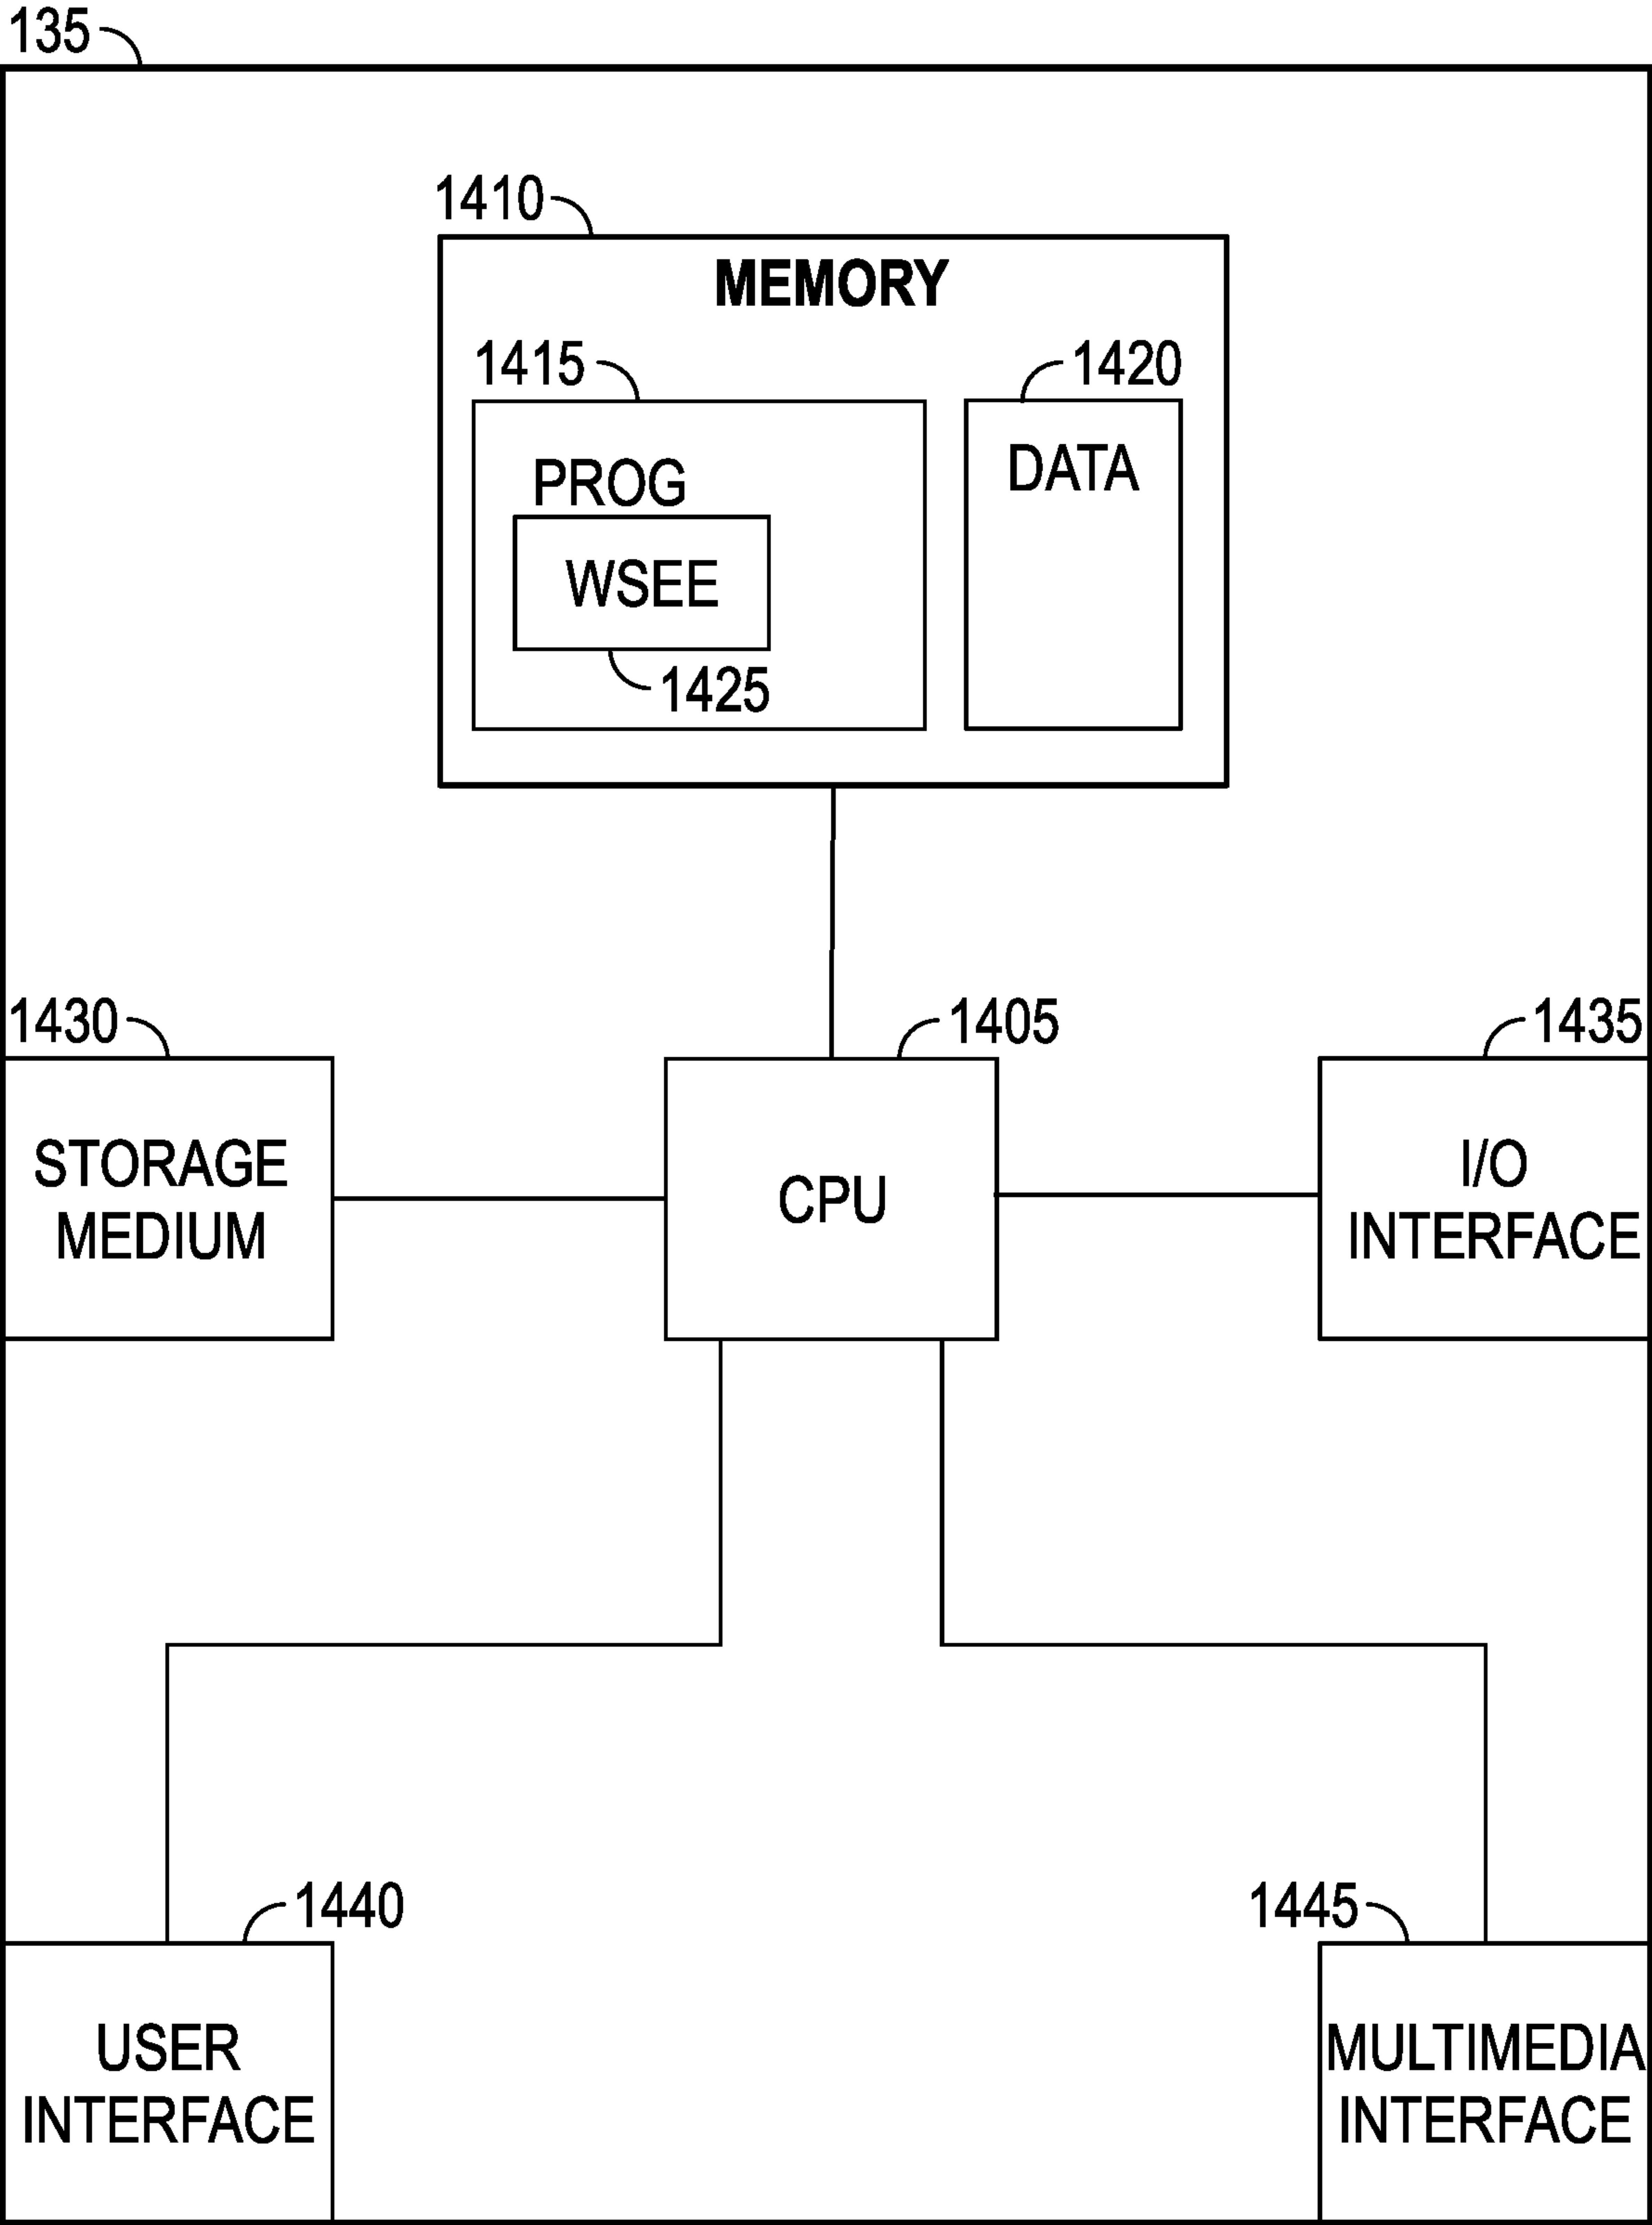 135
1410
MEMORY
1415
1420
PROG
DATA
WSEE
1425
1430
1405
1435
STORAGE
MEDIUM
CPU
I/O
INTERFACE
1440
1445
USER
INTERFACE
MULTIMEDIA
INTERFACE